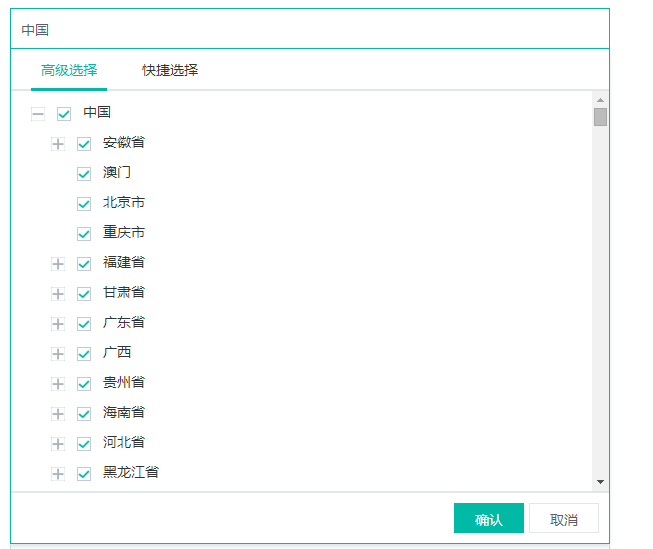 中国
高级选择 快捷选择
中国
安徽省
澳门
北京市
重庆市
福建省
甘肃省
广东省
广西
贵州省
海南省
河北省
黑龙江省
确认 取消